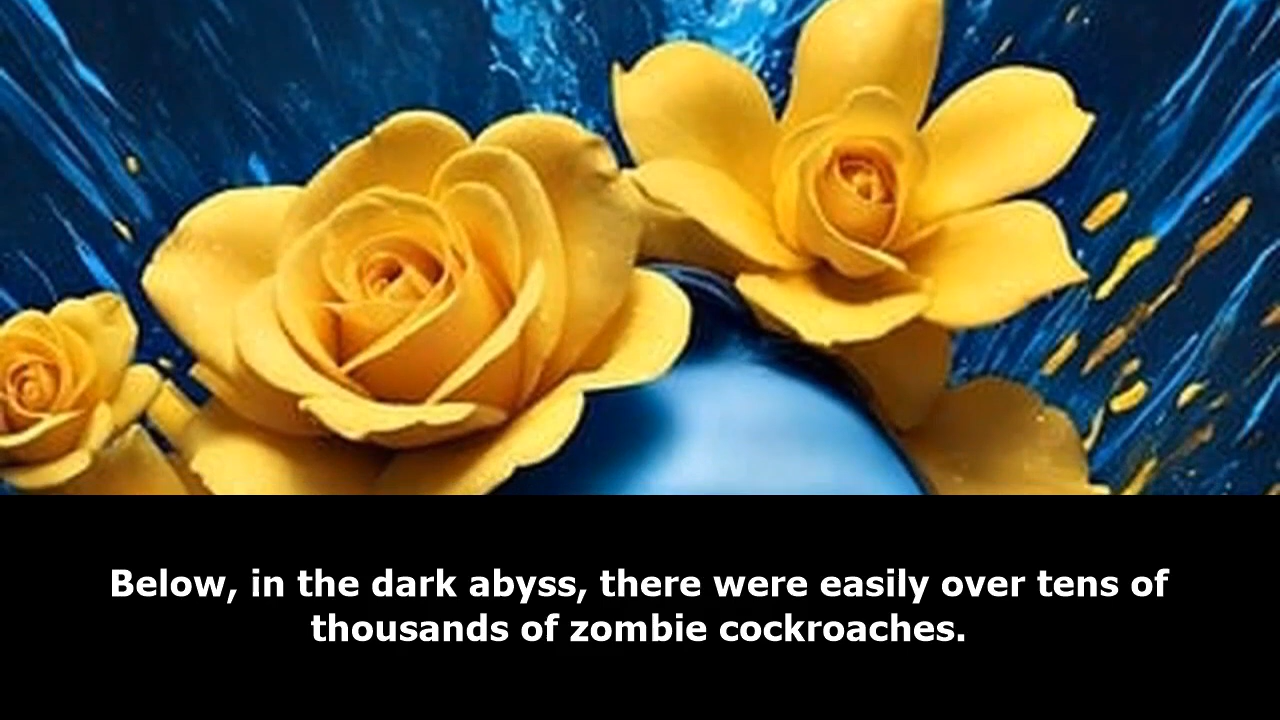 Below, in the dark abyss, there were easily over tens of
thousands of zombie cockroaches.